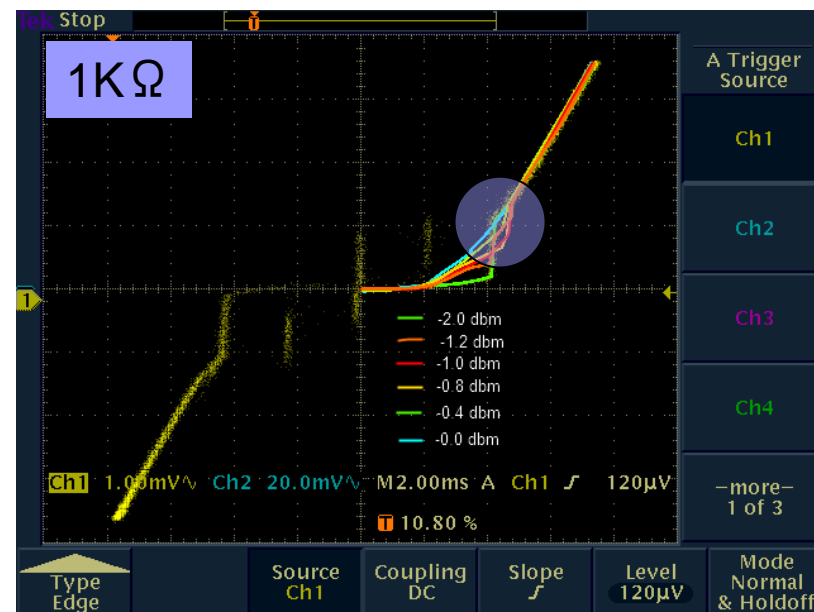 Tek Stop
1KΩ
A Trigger
Source
Ch1
Ch2
Ch3
Ch4
-more-
1 of 3
1
-2.0 dbm
-1.2 dbm
-1.0 dbm
-0.8 dbm
-0.4 dbm
-0.0 dbm
Ch1 1.00mV∿ Ch2 20.0mV∿ M2.00ms A Ch1 ƒ 120µV
T 10.80 %
Type
Edge
Source
Ch1
Coupling
DC
Slope
ƒ
Level
120µV
Mode
Normal
& Holdoff